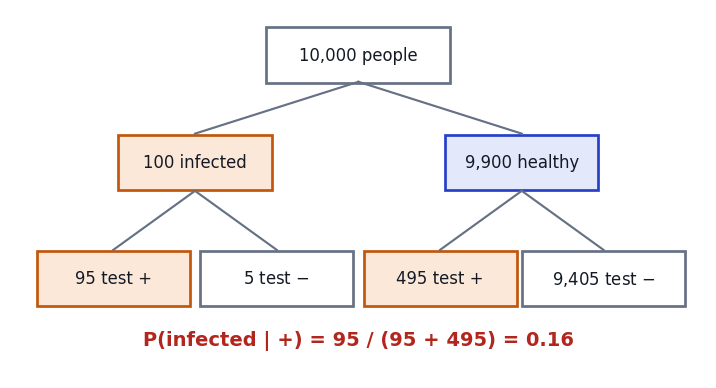 10,000 people
100 infected
9,900 healthy
95 test +
5 test −
495 test +
9,405 test −
P(infected | +) = 95 / (95 + 495) = 0.16